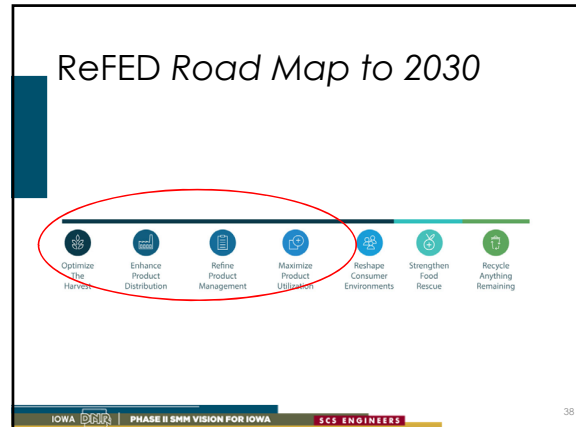 ReFED Road Map to 2030
Optimize
The
Harvest
Enhance
Product
Distribution
Refine
Product
Management
Maximize
Product
Utilization
Reshape
Consumer
Environments
Strengthen
Food
Rescue
Recycle
Anything
Remaining
IOWA DNR PHASE II SMM VISION FOR IOWA SCS ENGINEERS
38